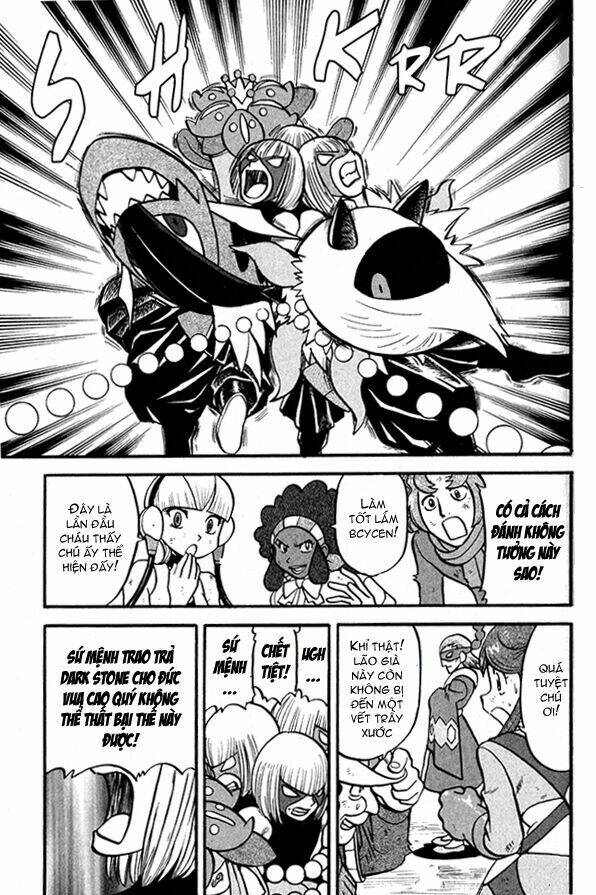 SHKRRR
CÓ CẢ CÁCH
ĐÁNH KHÔNG
TƯỞNG NÀY
SAO!
LÀM
TỐT LẮM
BCYCEN!
ĐÂY LÀ
LẦN ĐẦU
CHÁU THẤY
CHÚ ẤY THỂ
HIỆN ĐẤY!
QUÁ
TUYỆT
CHÚ
ƠI!
KHỈ THẬT!
LÃO GIÀ
NÀY CÒN
KHÔNG BỊ
ĐẾN MỘT
VẾT TRẦY
XƯỚC
UGH
...
CHẾT
TIỆT!
SỨ
MỆNH
...
SỨ MỆNH TRAO TRẢ
DARK STONE CHO ĐỨC
VUA CAO QUÝ KHÔNG
THỂ THẤT BẠI THẾ NÀY
ĐƯỢC!